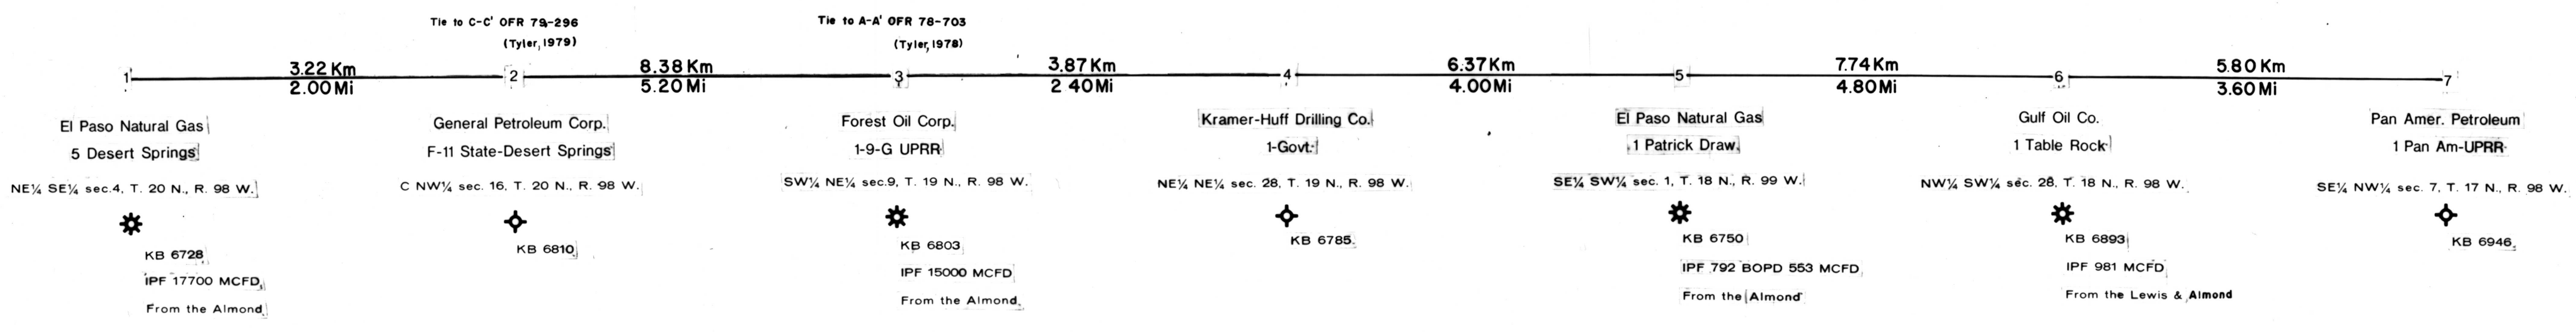 Tie to C-C' OFR 79-296
(Tyler, 1979)
Tie to A-A' OFR 78-703
(Tyler, 1978)
1 3.22 Km 2 8.38 Km 3 3.87 Km 4 6.37 Km 5 7.74 Km 6 5.80 Km 7
2.00 Mi 5.20 Mi 2 40 Mi 4.00 Mi 4.80 Mi 3.60 Mi
El Paso Natural Gas
5 Desert Springs
NE¼ SE¼ sec.4, T. 20 N., R. 98 W.
KB 6728
IPF 17700 MCFD
From the Almond
General Petroleum Corp.
F-11 State-Desert Springs
C NW¼ sec. 16, T. 20 N., R. 98 W.
KB 6810
Forest Oil Corp.
1-9-G UPRR
SW¼ NE¼ sec.9, T. 19 N., R. 98 W.
KB 6803
IPF 15000 MCFD
From the Almond
Kramer-Huff Drilling Co.
1-Govt.
NE¼ NE¼ sec. 28, T. 19 N., R. 98 W.
KB 6785
El Paso Natural Gas
1 Patrick Draw
SE¼ SW¼ sec. 1, T. 18 N., R. 99 W.
KB 6750
IPF 792 BOPD 553 MCFD
From the Almond
Gulf Oil Co.
1 Table Rock
NW¼ SW¼ sec. 28, T. 18 N., R. 98 W.
KB 6893
IPF 981 MCFD
From the Lewis & Almond
Pan Amer. Petroleum
1 Pan Am-UPRR
SE¼ NW¼ sec. 7, T. 17 N., R. 98 W.
KB 6946